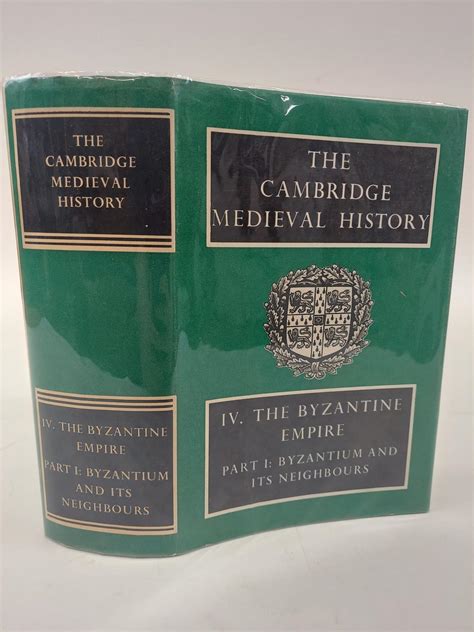 THE
CAMBRIDGE
MEDIEVAL
HISTORY
IV. THE BYZANTINE
EMPIRE
PART I: BYZANTIUM
AND ITS
NEIGHBOURS
THE
CAMBRIDGE
MEDIEVAL HISTORY
IV. THE BYZANTINE
EMPIRE
PART I: BYZANTIUM AND
ITS NEIGHBOURS